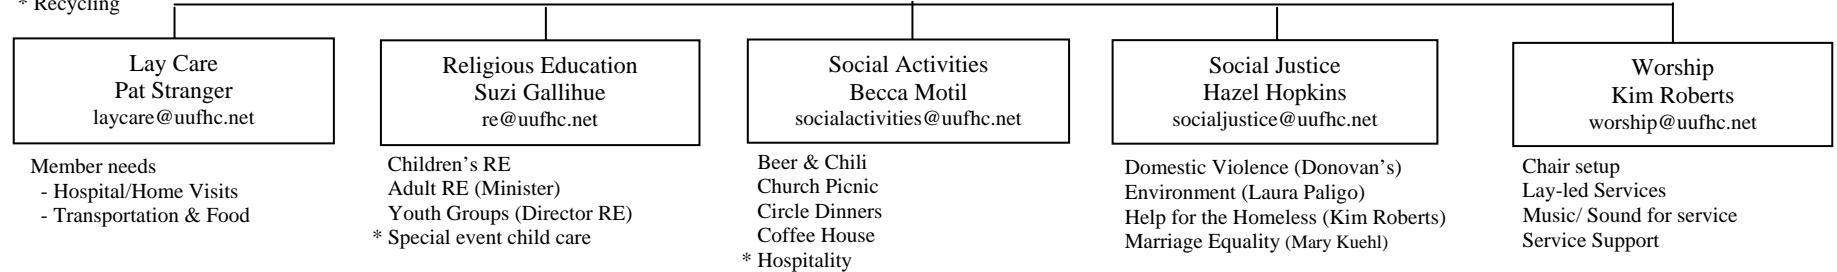 * Recycling
Lay Care
Pat Stranger
laycare@uufhc.net
Member needs
- Hospital/Home Visits
- Transportation & Food
Religious Education
Suzi Gallihue
re@uufhc.net
Children's RE
Adult RE (Minister)
Youth Groups (Director RE)
* Special event child care
Social Activities
Becca Motil
socialactivities@uufhc.net
Beer & Chili
Church Picnic
Circle Dinners
Coffee House
* Hospitality
Social Justice
Hazel Hopkins
socialjustice@uufhc.net
Domestic Violence (Donovan's)
Environment (Laura Paligo)
Help for the Homeless (Kim Roberts)
Marriage Equality (Mary Kuehl)
Worship
Kim Roberts
worship@uufhc.net
Chair setup
Lay-led Services
Music/ Sound for service
Service Support